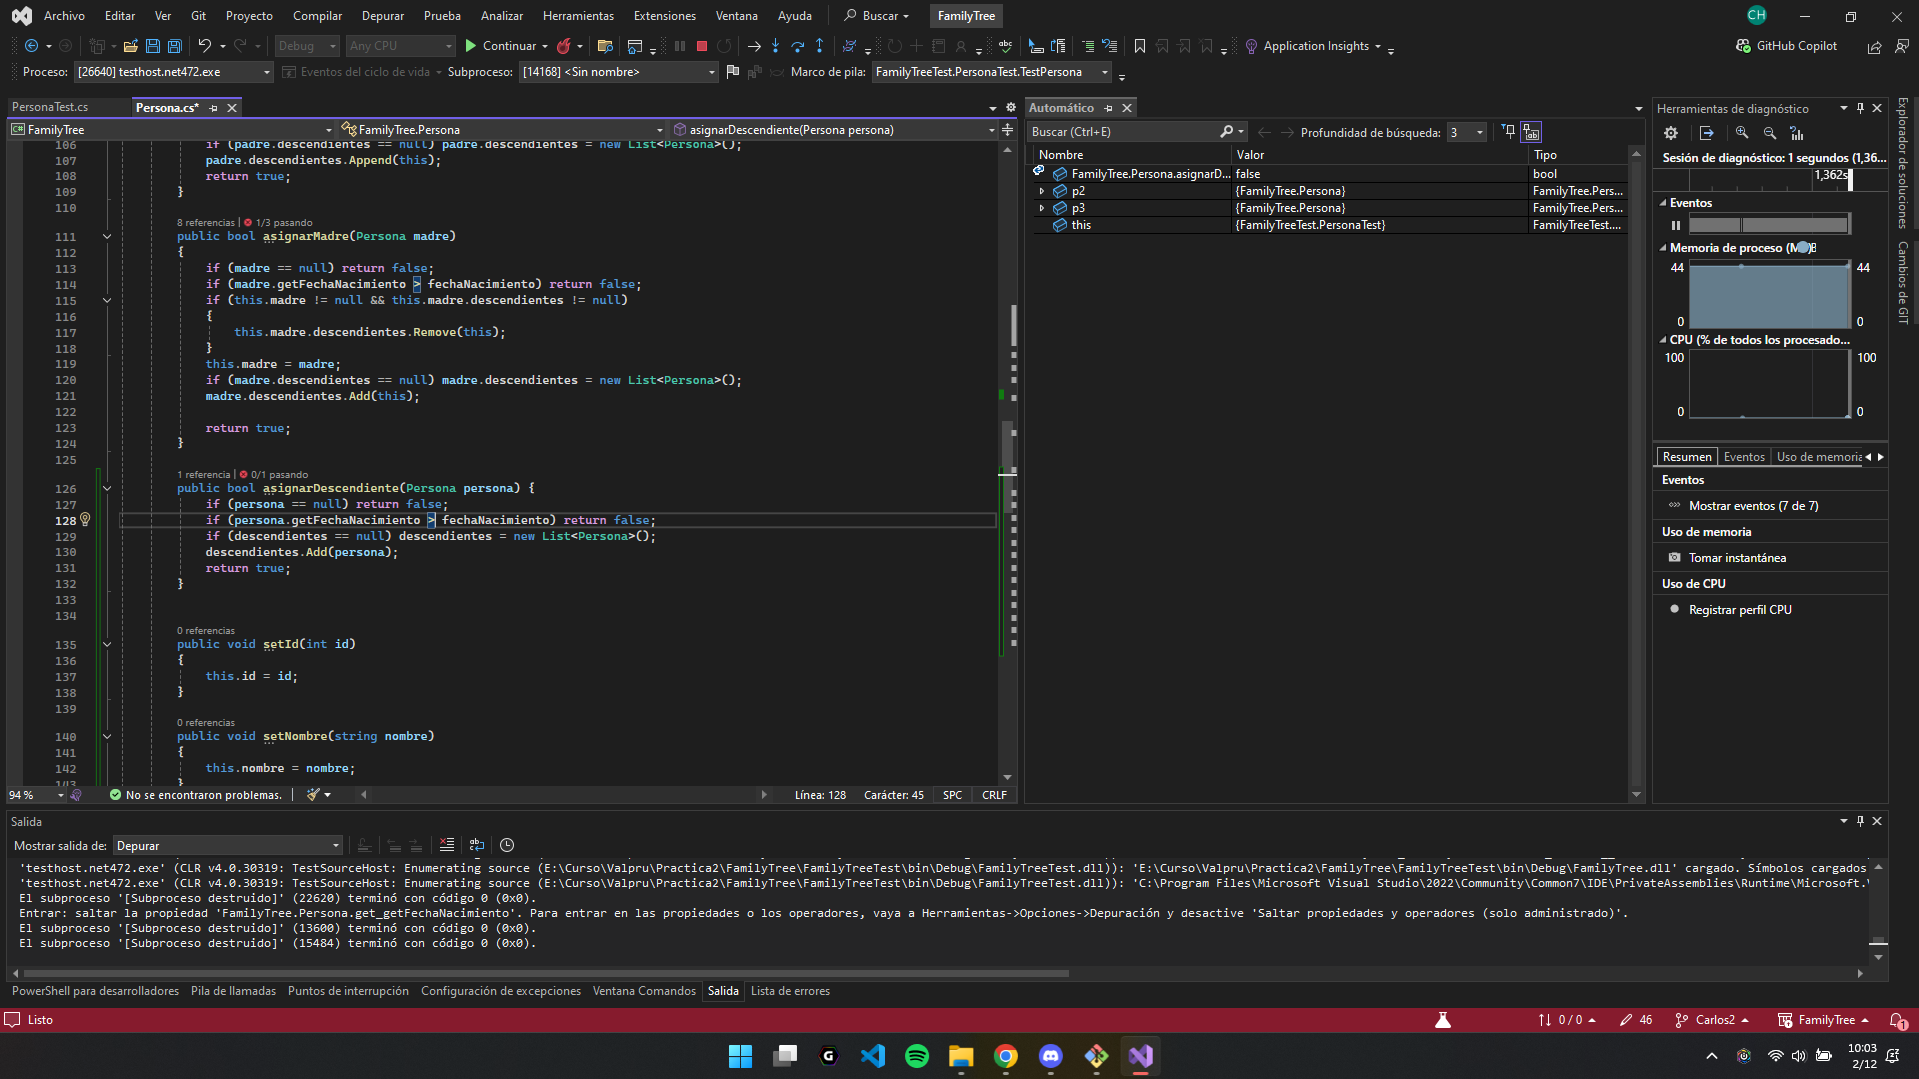 Archivo Editar Ver Git Proyecto Compilar Depurar Prueba Analizar Herramientas Extensiones Ventana Ayuda Buscar FamilyTree CH
Debug Any CPU Continuar Application Insights GitHub Copilot
Proceso: [26640] testhost.net472.exe Eventos del ciclo de vida Subproceso: [14168] <Sin nombre> Marco de pila: FamilyTreeTest.PersonaTest.TestPersona
PersonaTest.cs Persona.cs*
FamilyTree FamilyTree.Persona asignarDescendiente(Persona persona)
106 if (padre.descendientes == null) padre.descendientes = new List<Persona>();
107 padre.descendientes.Append(this);
108 return true;
109 }
110
8 referencias | 1/3 pasando
111 public bool asignarMadre(Persona madre)
112 {
113 if (madre == null) return false;
114 if (madre.getFechaNacimiento > fechaNacimiento) return false;
115 if (this.madre != null && this.madre.descendientes != null)
116 {
117 this.madre.descendientes.Remove(this);
118 }
119 this.madre = madre;
120 if (madre.descendientes == null) madre.descendientes = new List<Persona>();
121 madre.descendientes.Add(this);
122
123 return true;
124 }
125
1 referencia | 0/1 pasando
126 public bool asignarDescendiente(Persona persona) {
127 if (persona == null) return false;
128 if (persona.getFechaNacimiento > fechaNacimiento) return false;
129 if (descendientes == null) descendientes = new List<Persona>();
130 descendientes.Add(persona);
131 return true;
132 }
133
134
0 referencias
135 public void setId(int id)
136 {
137 this.id = id;
138 }
139
0 referencias
140 public void setNombre(string nombre)
141 {
142 this.nombre = nombre;
143 }
94 % No se encontraron problemas. Línea: 128 Carácter: 45 SPC CRLF
Automático
Buscar (Ctrl+E) Profundidad de búsqueda: 3
Nombre Valor Tipo
FamilyTree.Persona.asignarD... false bool
p2 {FamilyTree.Persona} FamilyTree.Pers...
p3 {FamilyTree.Persona} FamilyTree.Pers...
this {FamilyTreeTest.PersonaTest} FamilyTreeTest....
Herramientas de diagnóstico
Sesión de diagnóstico: 1 segundos (1,36...
1,362s
Eventos
Memoria de proceso (M
44 44
0 0
CPU (% de todos los procesado...
100 100
0 0
Resumen Eventos Uso de memoria
Eventos
Mostrar eventos (7 de 7)
Uso de memoria
Tomar instantánea
Uso de CPU
Registrar perfil CPU
Explorador de soluciones
Cambios de GIT
Salida
Mostrar salida de: Depurar
'testhost.net472.exe' (CLR v4.0.30319: TestSourceHost: Enumerating source (E:\Curso\Valpru\Practica2\FamilyTree\FamilyTreeTest\bin\Debug\FamilyTreeTest.dll)): 'E:\Curso\Valpru\Practica2\FamilyTree\FamilyTreeTest\bin\Debug\FamilyTree.dll' cargado. Símbolos cargados
'testhost.net472.exe' (CLR v4.0.30319: TestSourceHost: Enumerating source (E:\Curso\Valpru\Practica2\FamilyTree\FamilyTreeTest\bin\Debug\FamilyTreeTest.dll)): 'C:\Program Files\Microsoft Visual Studio\2022\Community\Common7\IDE\PrivateAssemblies\Runtime\Microsoft.
El subproceso '[Subproceso destruido]' (22620) terminó con código 0 (0x0).
Entrar: saltar la propiedad 'FamilyTree.Persona.get_getFechaNacimiento'. Para entrar en las propiedades o los operadores, vaya a Herramientas->Opciones->Depuración y desactive 'Saltar propiedades y operadores (solo administrado)'.
El subproceso '[Subproceso destruido]' (13600) terminó con código 0 (0x0).
El subproceso '[Subproceso destruido]' (15484) terminó con código 0 (0x0).
PowerShell para desarrolladores Pila de llamadas Puntos de interrupción Configuración de excepciones Ventana Comandos Salida Lista de errores
Listo 0 / 0 46 Carlos2 FamilyTree 1
10:03
2/12